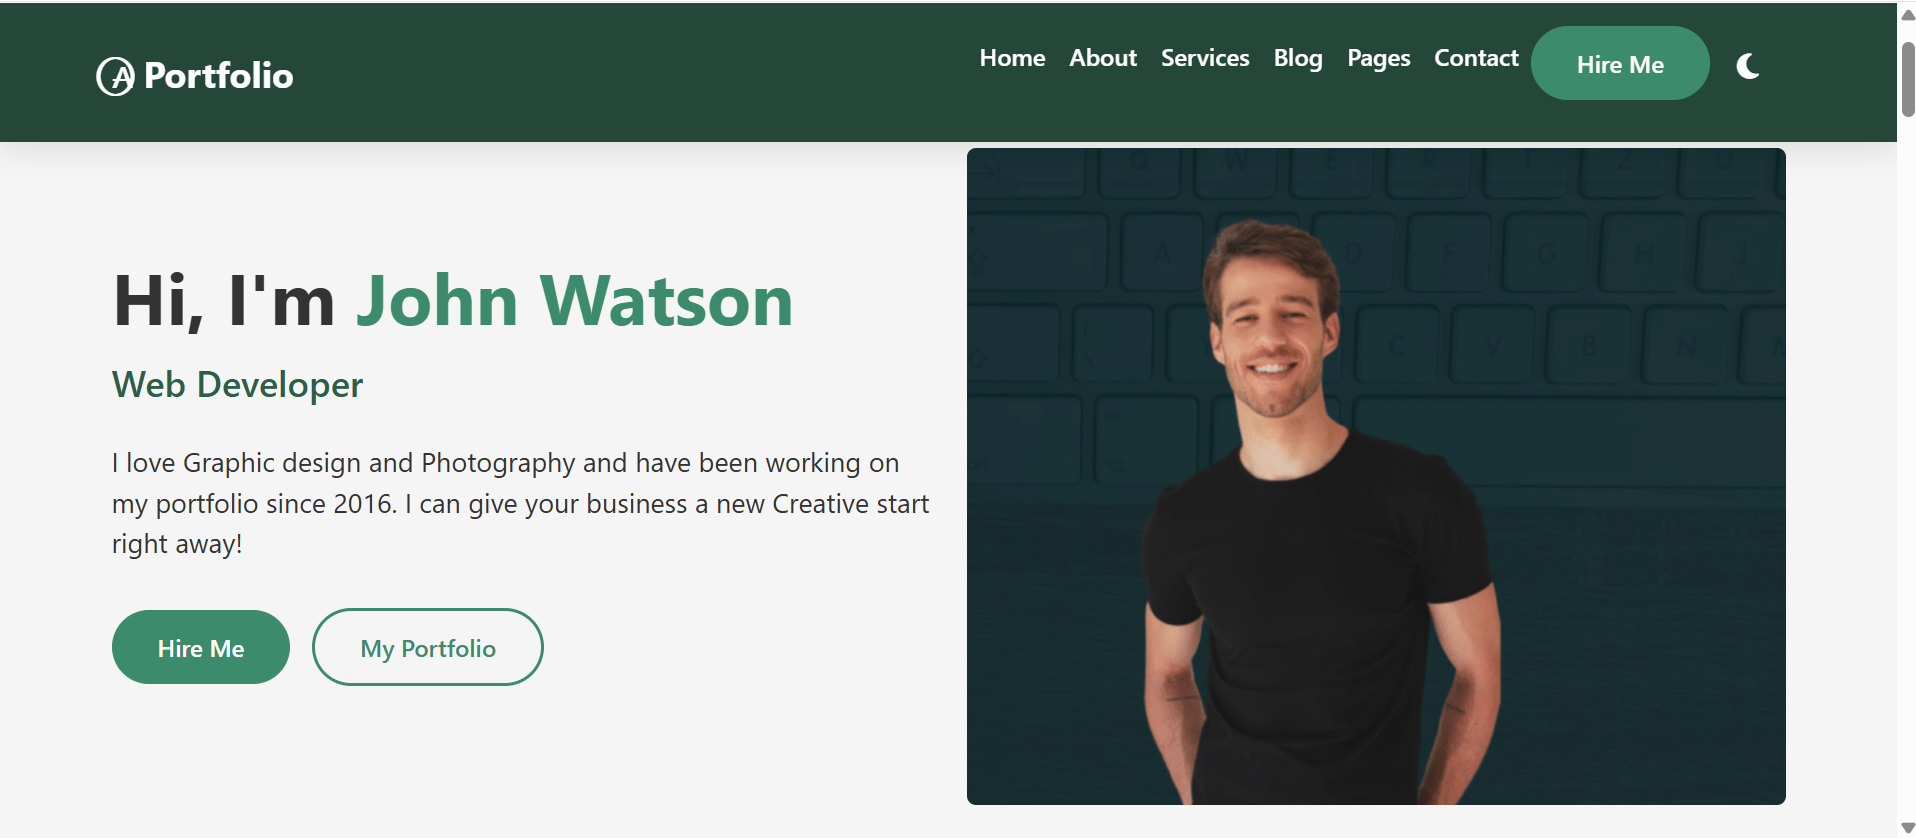 A Portfolio
Home About Services Blog Pages Contact Hire Me
Hi, I'm John Watson
Web Developer
I love Graphic design and Photography and have been working on
my portfolio since 2016. I can give your business a new Creative start
right away!
Hire Me My Portfolio
Q W E R T Z U
A D F G H J
C V B N M